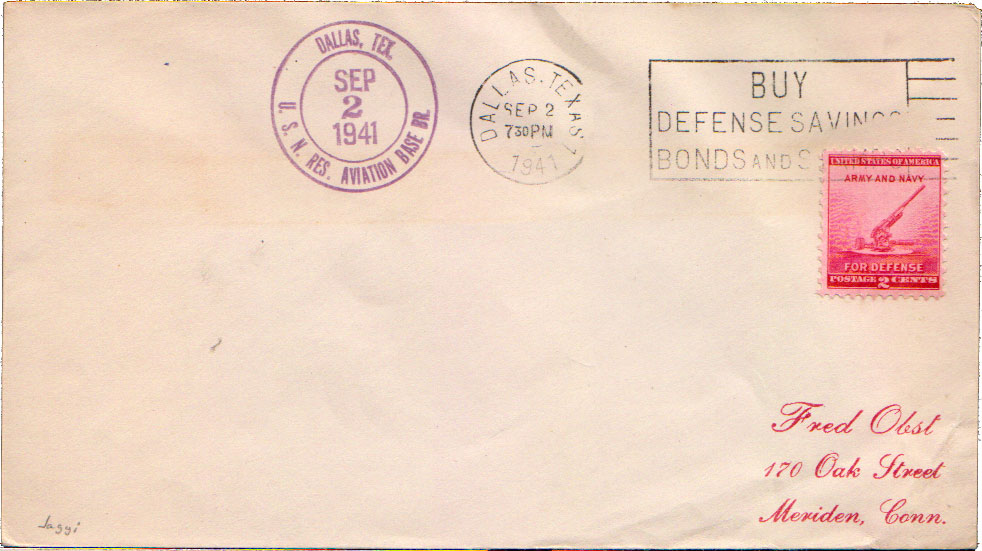 DALLAS, TEX.
SEP
2
1941
U. S. N. RES. AVIATION BASE BR.
DALLAS, TEXAS
SEP 2
730PM
1941
BUY
DEFENSE SAVINGS
BONDS AND S
UNITED STATES OF AMERICA
ARMY AND NAVY
FOR DEFENSE
POSTAGE 2 CENTS
Fred Obst
170 Oak Street
Meriden, Conn.
Jaggi